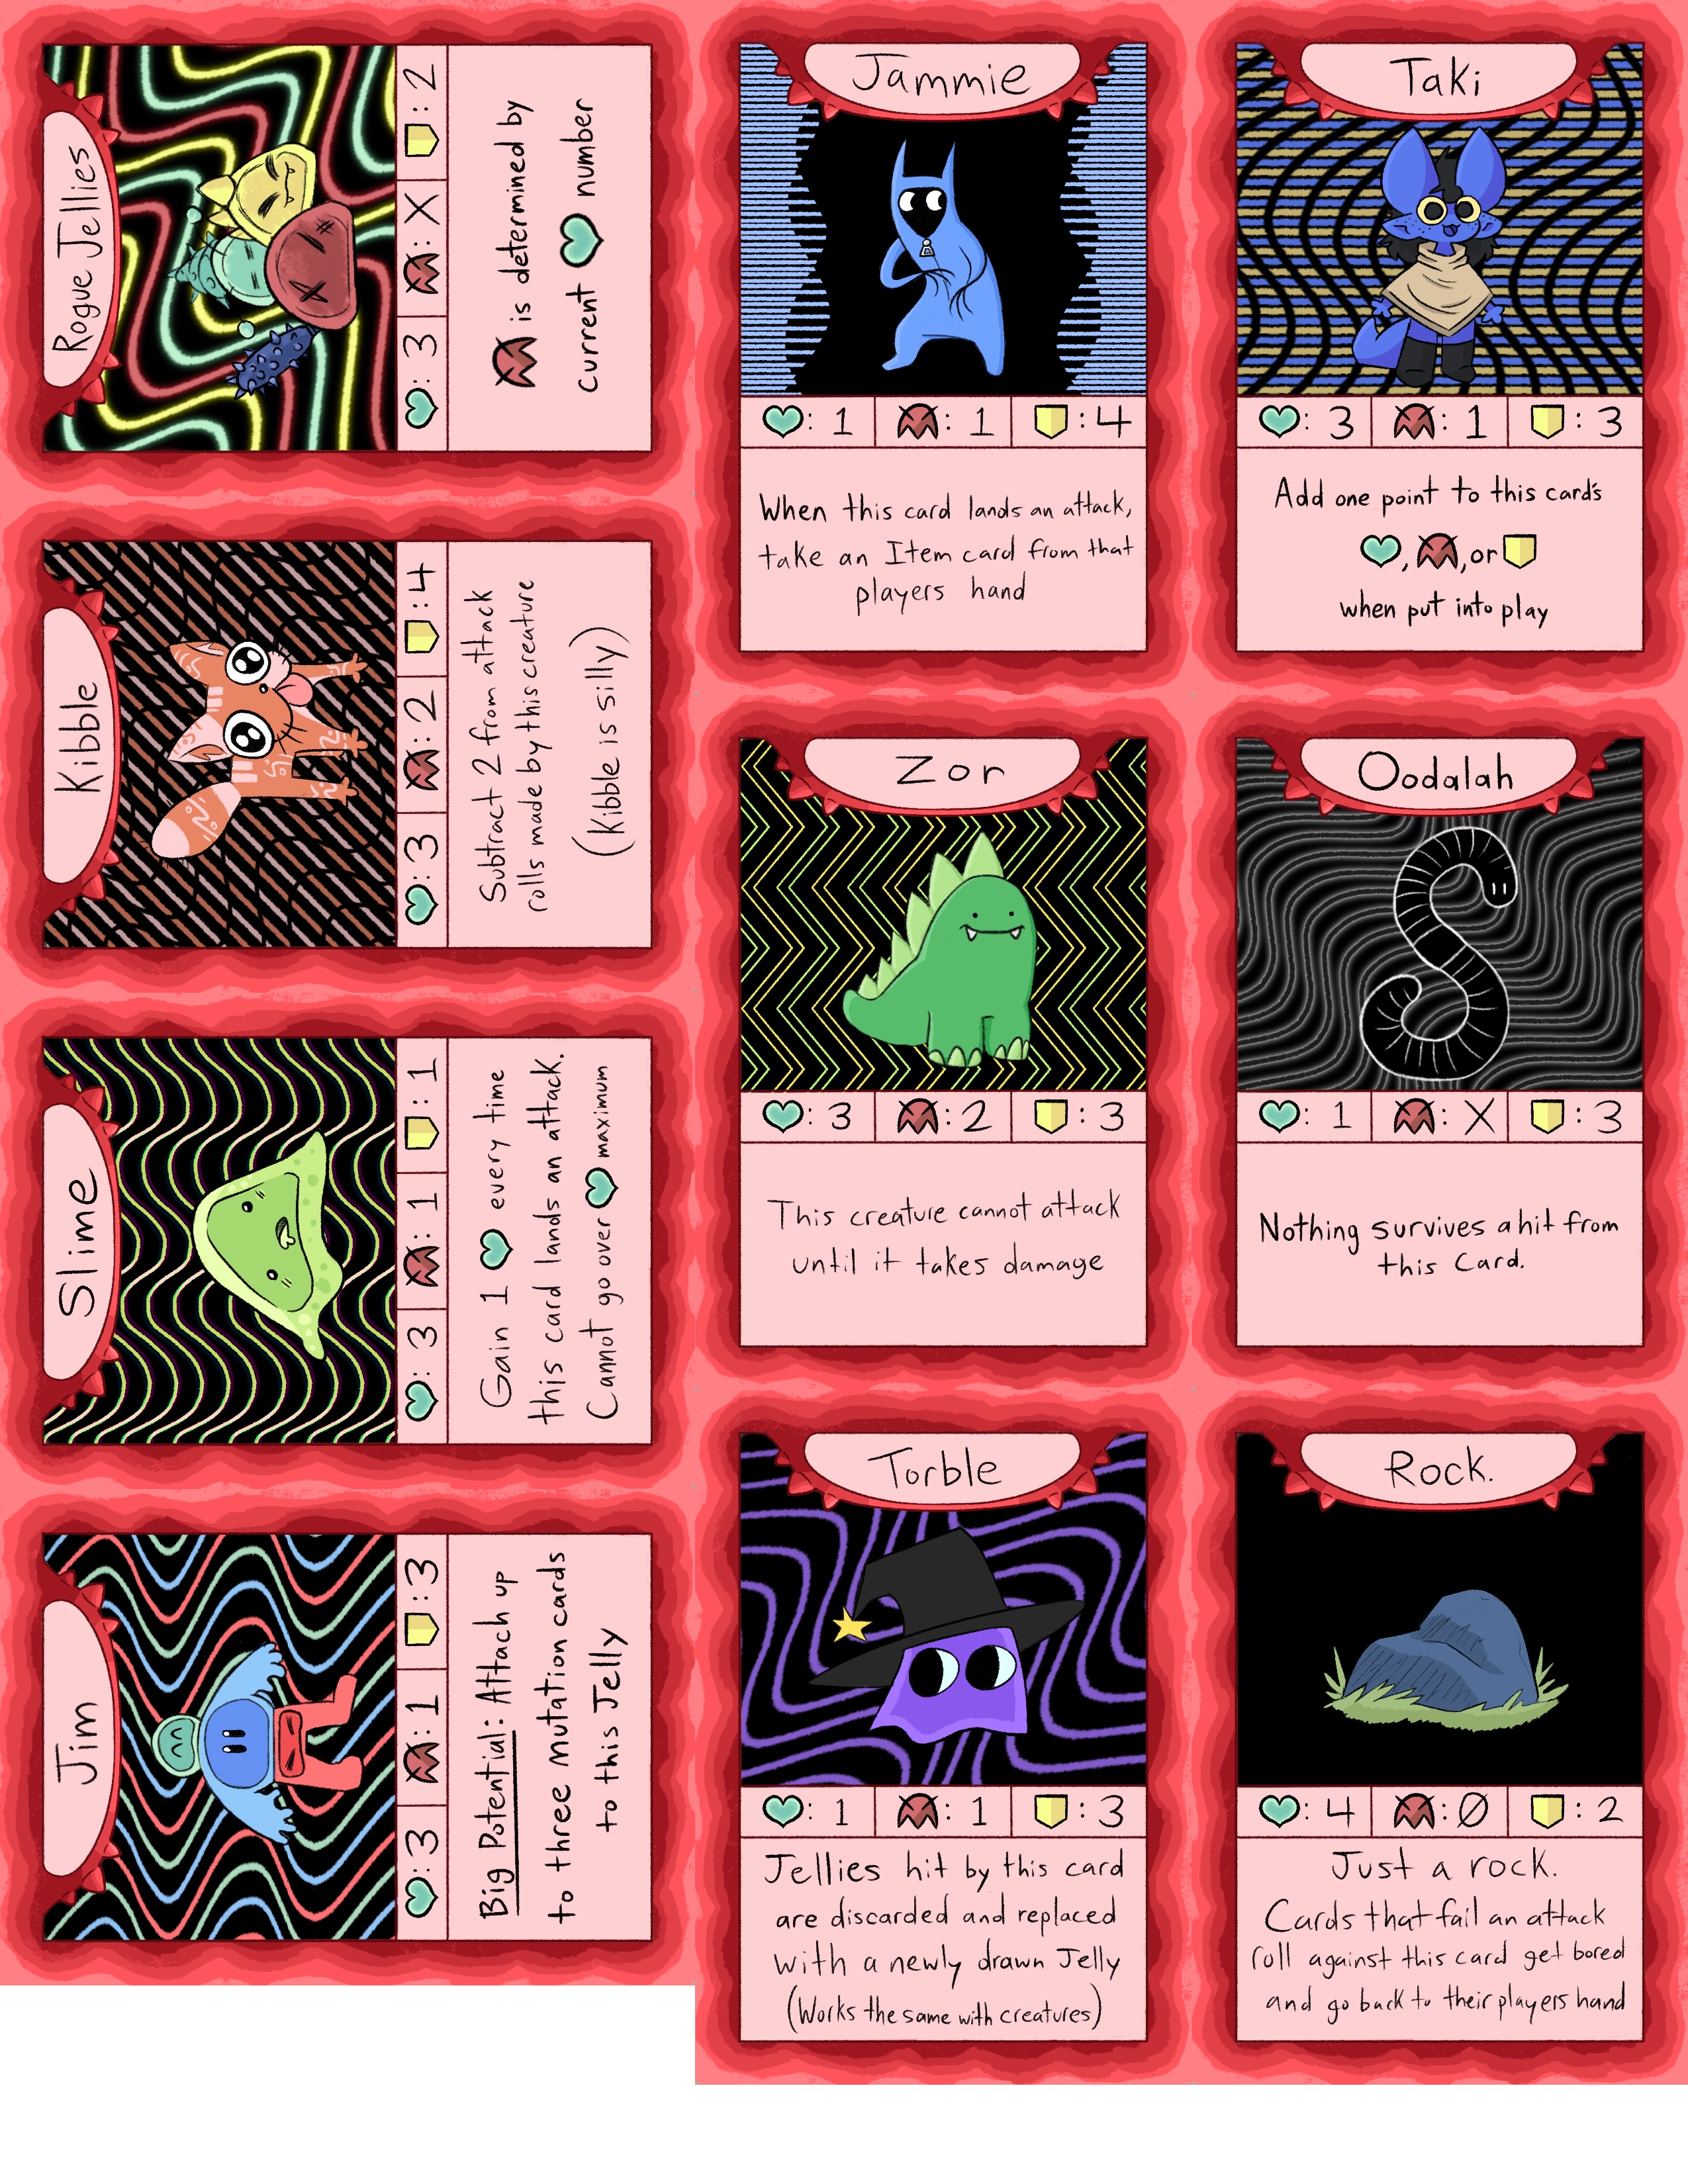 Rogue Jellies
: 3
: X
: 2
is determined by
current number
Kibble
: 3
: 2
: 4
Subtract 2 from attack
rolls made by this creature
(Kibble is silly)
Slime
: 3
: 1
: 1
Gain 1 every time
this card lands an attack.
Cannot go over maximum
Jim
: 3
: 1
: 3
Big Potential: Attach up
to three mutation cards
to this Jelly
Jammie
: 1
: 1
: 4
When this card lands an attack,
take an Item card from that
players hand
Taki
: 3
: 1
: 3
Add one point to this card's
, , or
when put into play
Zor
: 3
: 2
: 3
This creature cannot attack
until it takes damage
Oodalah
: 1
: X
: 3
Nothing survives a hit from
this Card.
Torble
: 1
: 1
: 3
Jellies hit by this card
are discarded and replaced
with a newly drawn Jelly
(Works the same with creatures)
Rock.
: 4
: 0
: 2
Just a rock.
Cards that fail an attack
roll against this card get bored
and go back to their players hand